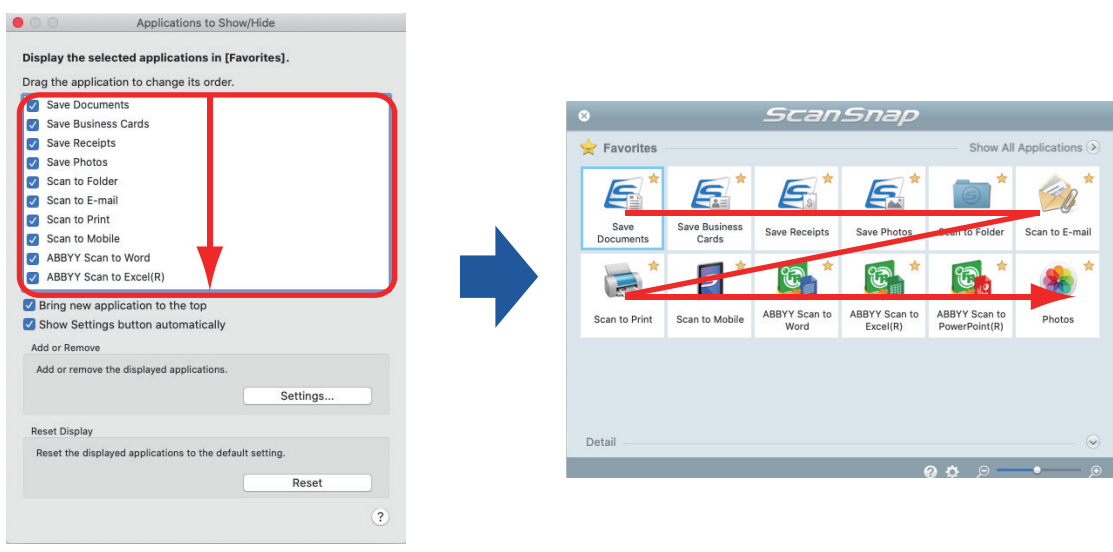 Applications to Show/Hide
Display the selected applications in [Favorites].
Drag the application to change its order.
Save Documents
Save Business Cards
Save Receipts
Save Photos
Scan to Folder
Scan to E-mail
Scan to Print
Scan to Mobile
ABBYY Scan to Word
ABBYY Scan to Excel(R)
Bring new application to the top
Show Settings button automatically
Add or Remove
Add or remove the displayed applications.
Settings...
Reset Display
Reset the displayed applications to the default setting.
Reset
?
ScanSnap
Favorites
Show All Applications
Save
Documents
Save Business
Cards
Save Receipts
Save Photos
Scan to Folder
Scan to E-mail
Scan to Print
Scan to Mobile
ABBYY Scan to
Word
ABBYY Scan to
Excel(R)
ABBYY Scan to
PowerPoint(R)
Photos
Detail
?